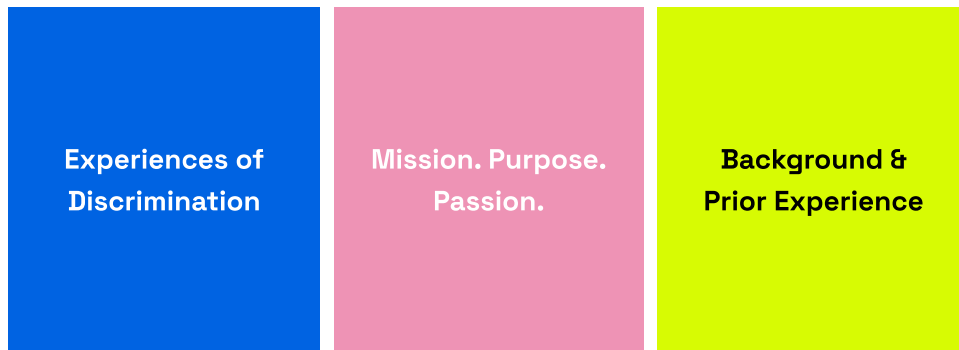 Experiences of
Discrimination
Mission. Purpose.
Passion.
Background &
Prior Experience